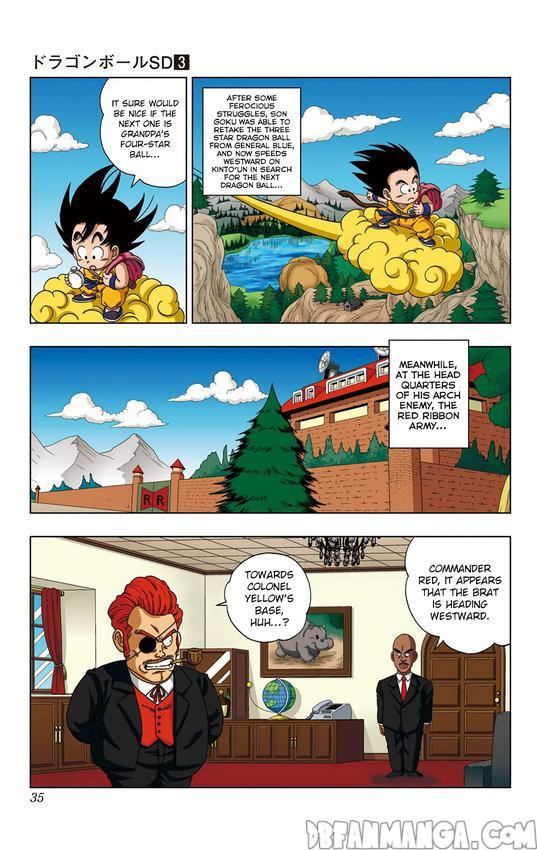 ドラゴンボールSD3
AFTER SOME
FEROCIOUS
STRUGGLES, SON
GOKU WAS ABLE TO
RETAKE THE THREE
STAR DRAGON BALL
FROM GENERAL BLUE,
AND NOW SPEEDS
WESTWARD ON
KINTO'UN IN SEARCH
FOR THE NEXT
DRAGON BALL...
IT SURE WOULD
BE NICE IF THE
NEXT ONE IS
GRANDPA'S
FOUR-STAR
BALL...
MEANWHILE,
AT THE HEAD
QUARTERS
OF HIS ARCH
ENEMY, THE
RED RIBBON
ARMY...
R R
COMMANDER
RED, IT APPEARS
THAT THE BRAT
IS HEADING
WESTWARD.
TOWARDS
COLONEL
YELLOW'S
BASE,
HUH...?
35
DBFANMANGA.COM